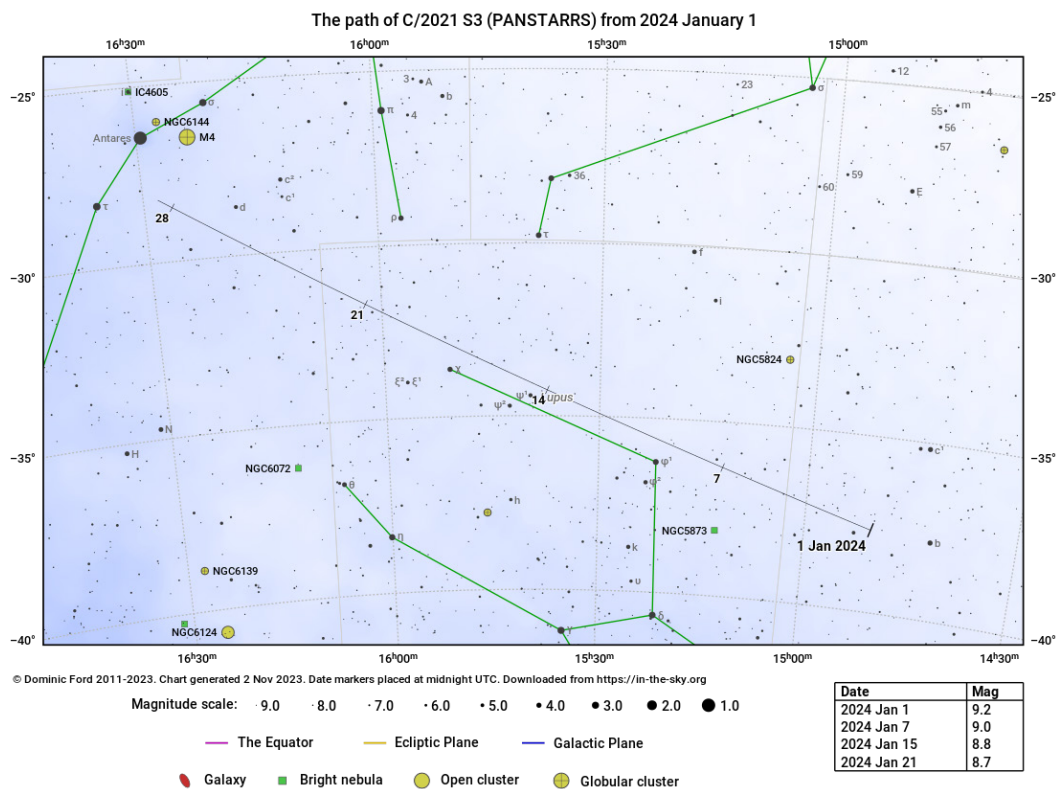 The path of C/2021 S3 (PANSTARRS) from 2024 January 1
16h30m 16h00m 15h30m 15h00m
−25° −25°
−30° −30°
−35° −35°
−40° −40°
3 A
b
π
4
23
σ
12
4
m
55
56
57
59
60
E
IC4605
σ
NGC6144
Antares
M4
c²
c¹
d
τ
ρ
36
τ
28
f
i
21
NGC5824
χ
ξ² ξ¹
ψ¹
ψ²
14
Lupus
N
H
NGC6072
θ
φ¹
φ²
7
c¹
h
NGC5873
1 Jan 2024
b
η
k
υ
NGC6139
NGC6124
γ
δ
16h30m 16h00m 15h30m 15h00m 14h30m
© Dominic Ford 2011-2023. Chart generated 2 Nov 2023. Date markers placed at midnight UTC. Downloaded from https://in-the-sky.org
Magnitude scale: 9.0 8.0 7.0 6.0 5.0 4.0 3.0 2.0 1.0
The Equator Ecliptic Plane Galactic Plane
Galaxy Bright nebula Open cluster Globular cluster
Date Mag
2024 Jan 1 9.2
2024 Jan 7 9.0
2024 Jan 15 8.8
2024 Jan 21 8.7